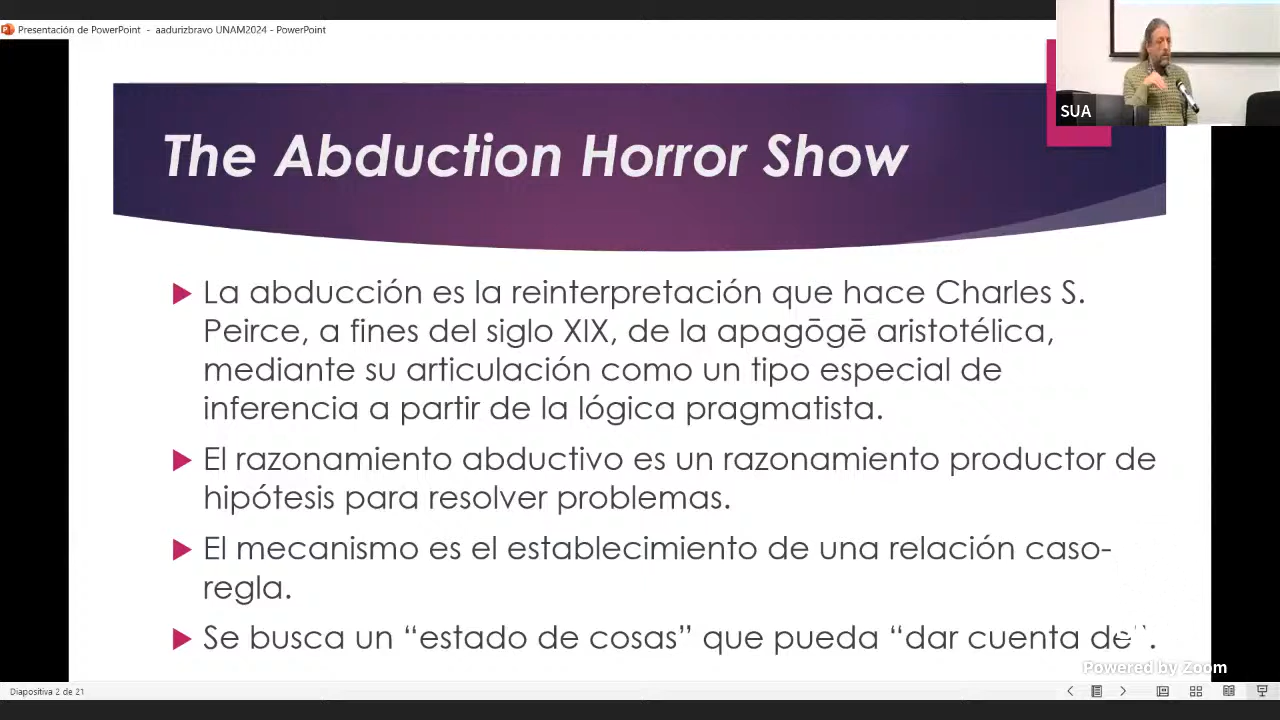 Presentación de PowerPoint - aadurizbravo UNAM2024 - PowerPoint
SUA
The Abduction Horror Show
La abducción es la reinterpretación que hace Charles S.
Peirce, a fines del siglo XIX, de la apagōgē aristotélica,
mediante su articulación como un tipo especial de
inferencia a partir de la lógica pragmatista.
El razonamiento abductivo es un razonamiento productor de
hipótesis para resolver problemas.
El mecanismo es el establecimiento de una relación caso-
regla.
Se busca un “estado de cosas” que pueda “dar cuenta de”.
Powered by Zoom
Diapositiva 2 de 21